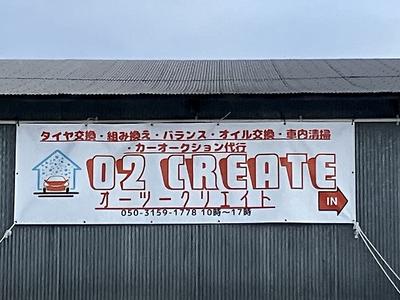 タイヤ交換・組み換え・バランス・オイル交換・車内清掃
・カーオークション代行
O2 CREATE
オーツークリエイト
IN
050-3159-1778 10時〜17時